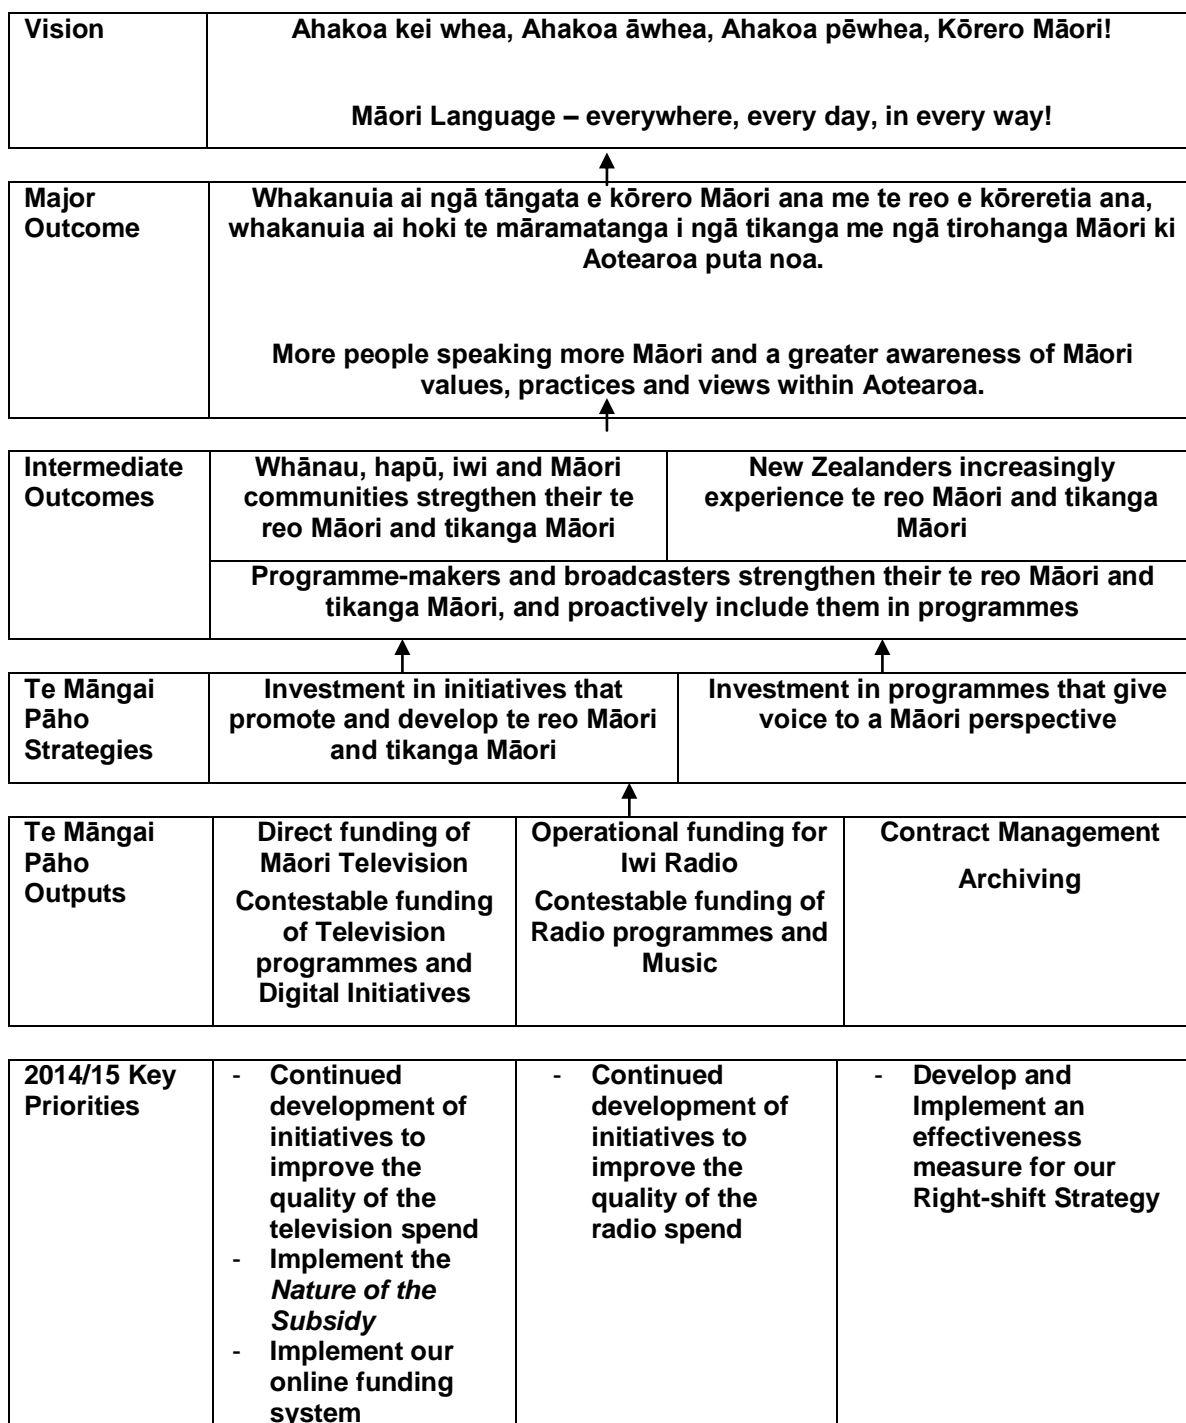 Vision
Ahakoa kei whea, Ahakoa āwhea, Ahakoa pēwhea, Kōrero Māori!
Māori Language – everywhere, every day, in every way!
Major
Outcome
Whakanuia ai ngā tāngata e kōrero Māori ana me te reo e kōreretia ana,
whakanuia ai hoki te māramatanga i ngā tikanga me ngā tirohanga Māori ki
Aotearoa puta noa.
More people speaking more Māori and a greater awareness of Māori
values, practices and views within Aotearoa.
Intermediate
Outcomes
Whānau, hapū, iwi and Māori
communities stregthen their te
reo Māori and tikanga Māori
New Zealanders increasingly
experience te reo Māori and tikanga
Māori
Programme-makers and broadcasters strengthen their te reo Māori and
tikanga Māori, and proactively include them in programmes
Te Māngai
Pāho
Strategies
Investment in initiatives that
promote and develop te reo Māori
and tikanga Māori
Investment in programmes that give
voice to a Māori perspective
Te Māngai
Pāho
Outputs
Direct funding of
Māori Television
Contestable funding
of Television
programmes and
Digital Initiatives
Operational funding for
Iwi Radio
Contestable funding of
Radio programmes and
Music
Contract Management
Archiving
2014/15 Key
Priorities
- Continued
development of
initiatives to
improve the
quality of the
television spend
- Implement the
Nature of the
Subsidy
- Implement our
online funding
system
- Continued
development of
initiatives to
improve the
quality of the
radio spend
- Develop and
Implement an
effectiveness
measure for our
Right-shift Strategy